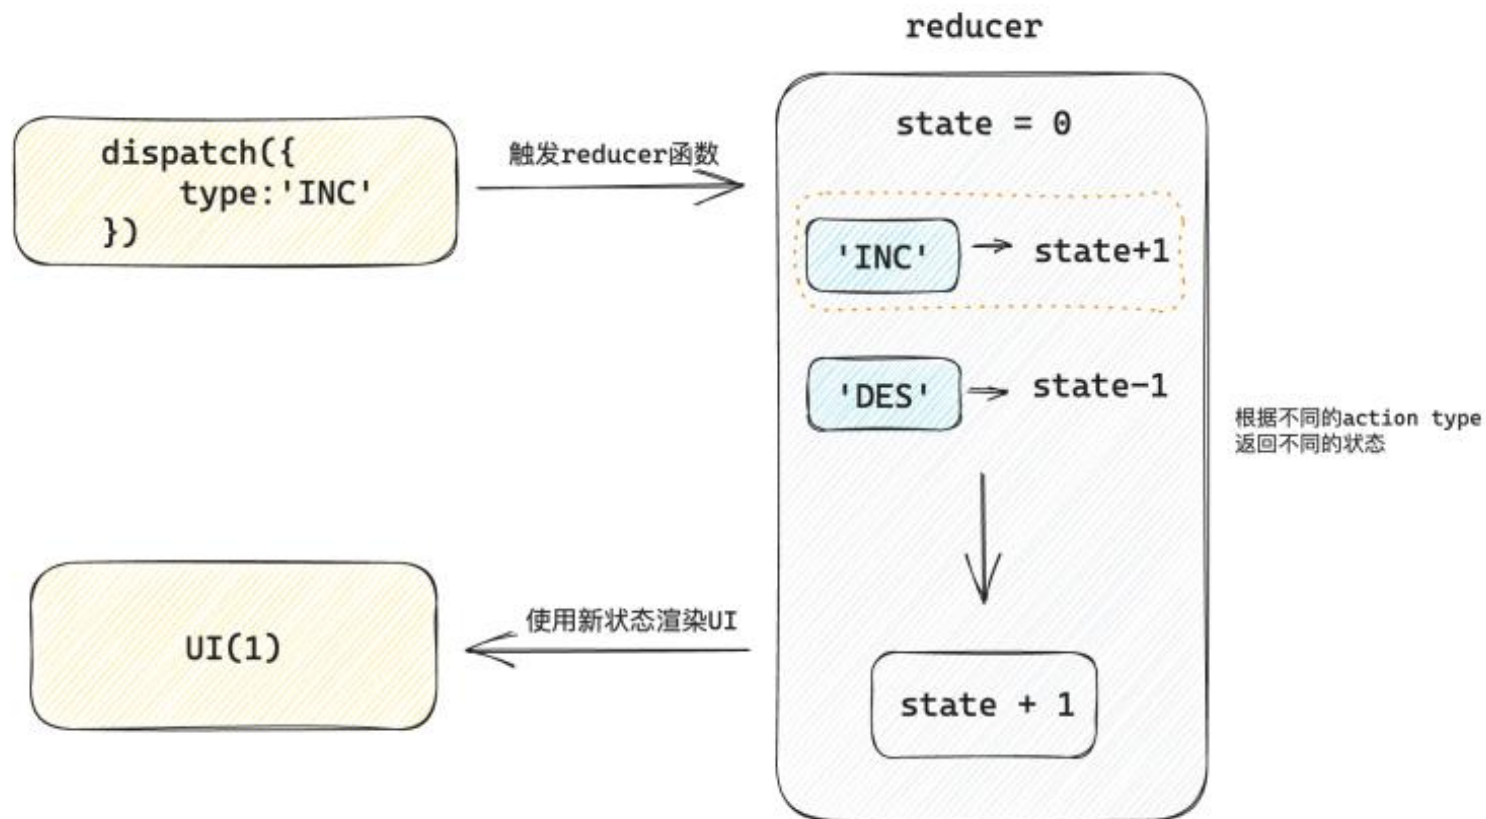 reducer
dispatch({
type:'INC'
})
触发reducer函数
state = 0
'INC'
state+1
'DES'
state-1
根据不同的action type
返回不同的状态
state + 1
使用新状态渲染UI
UI(1)